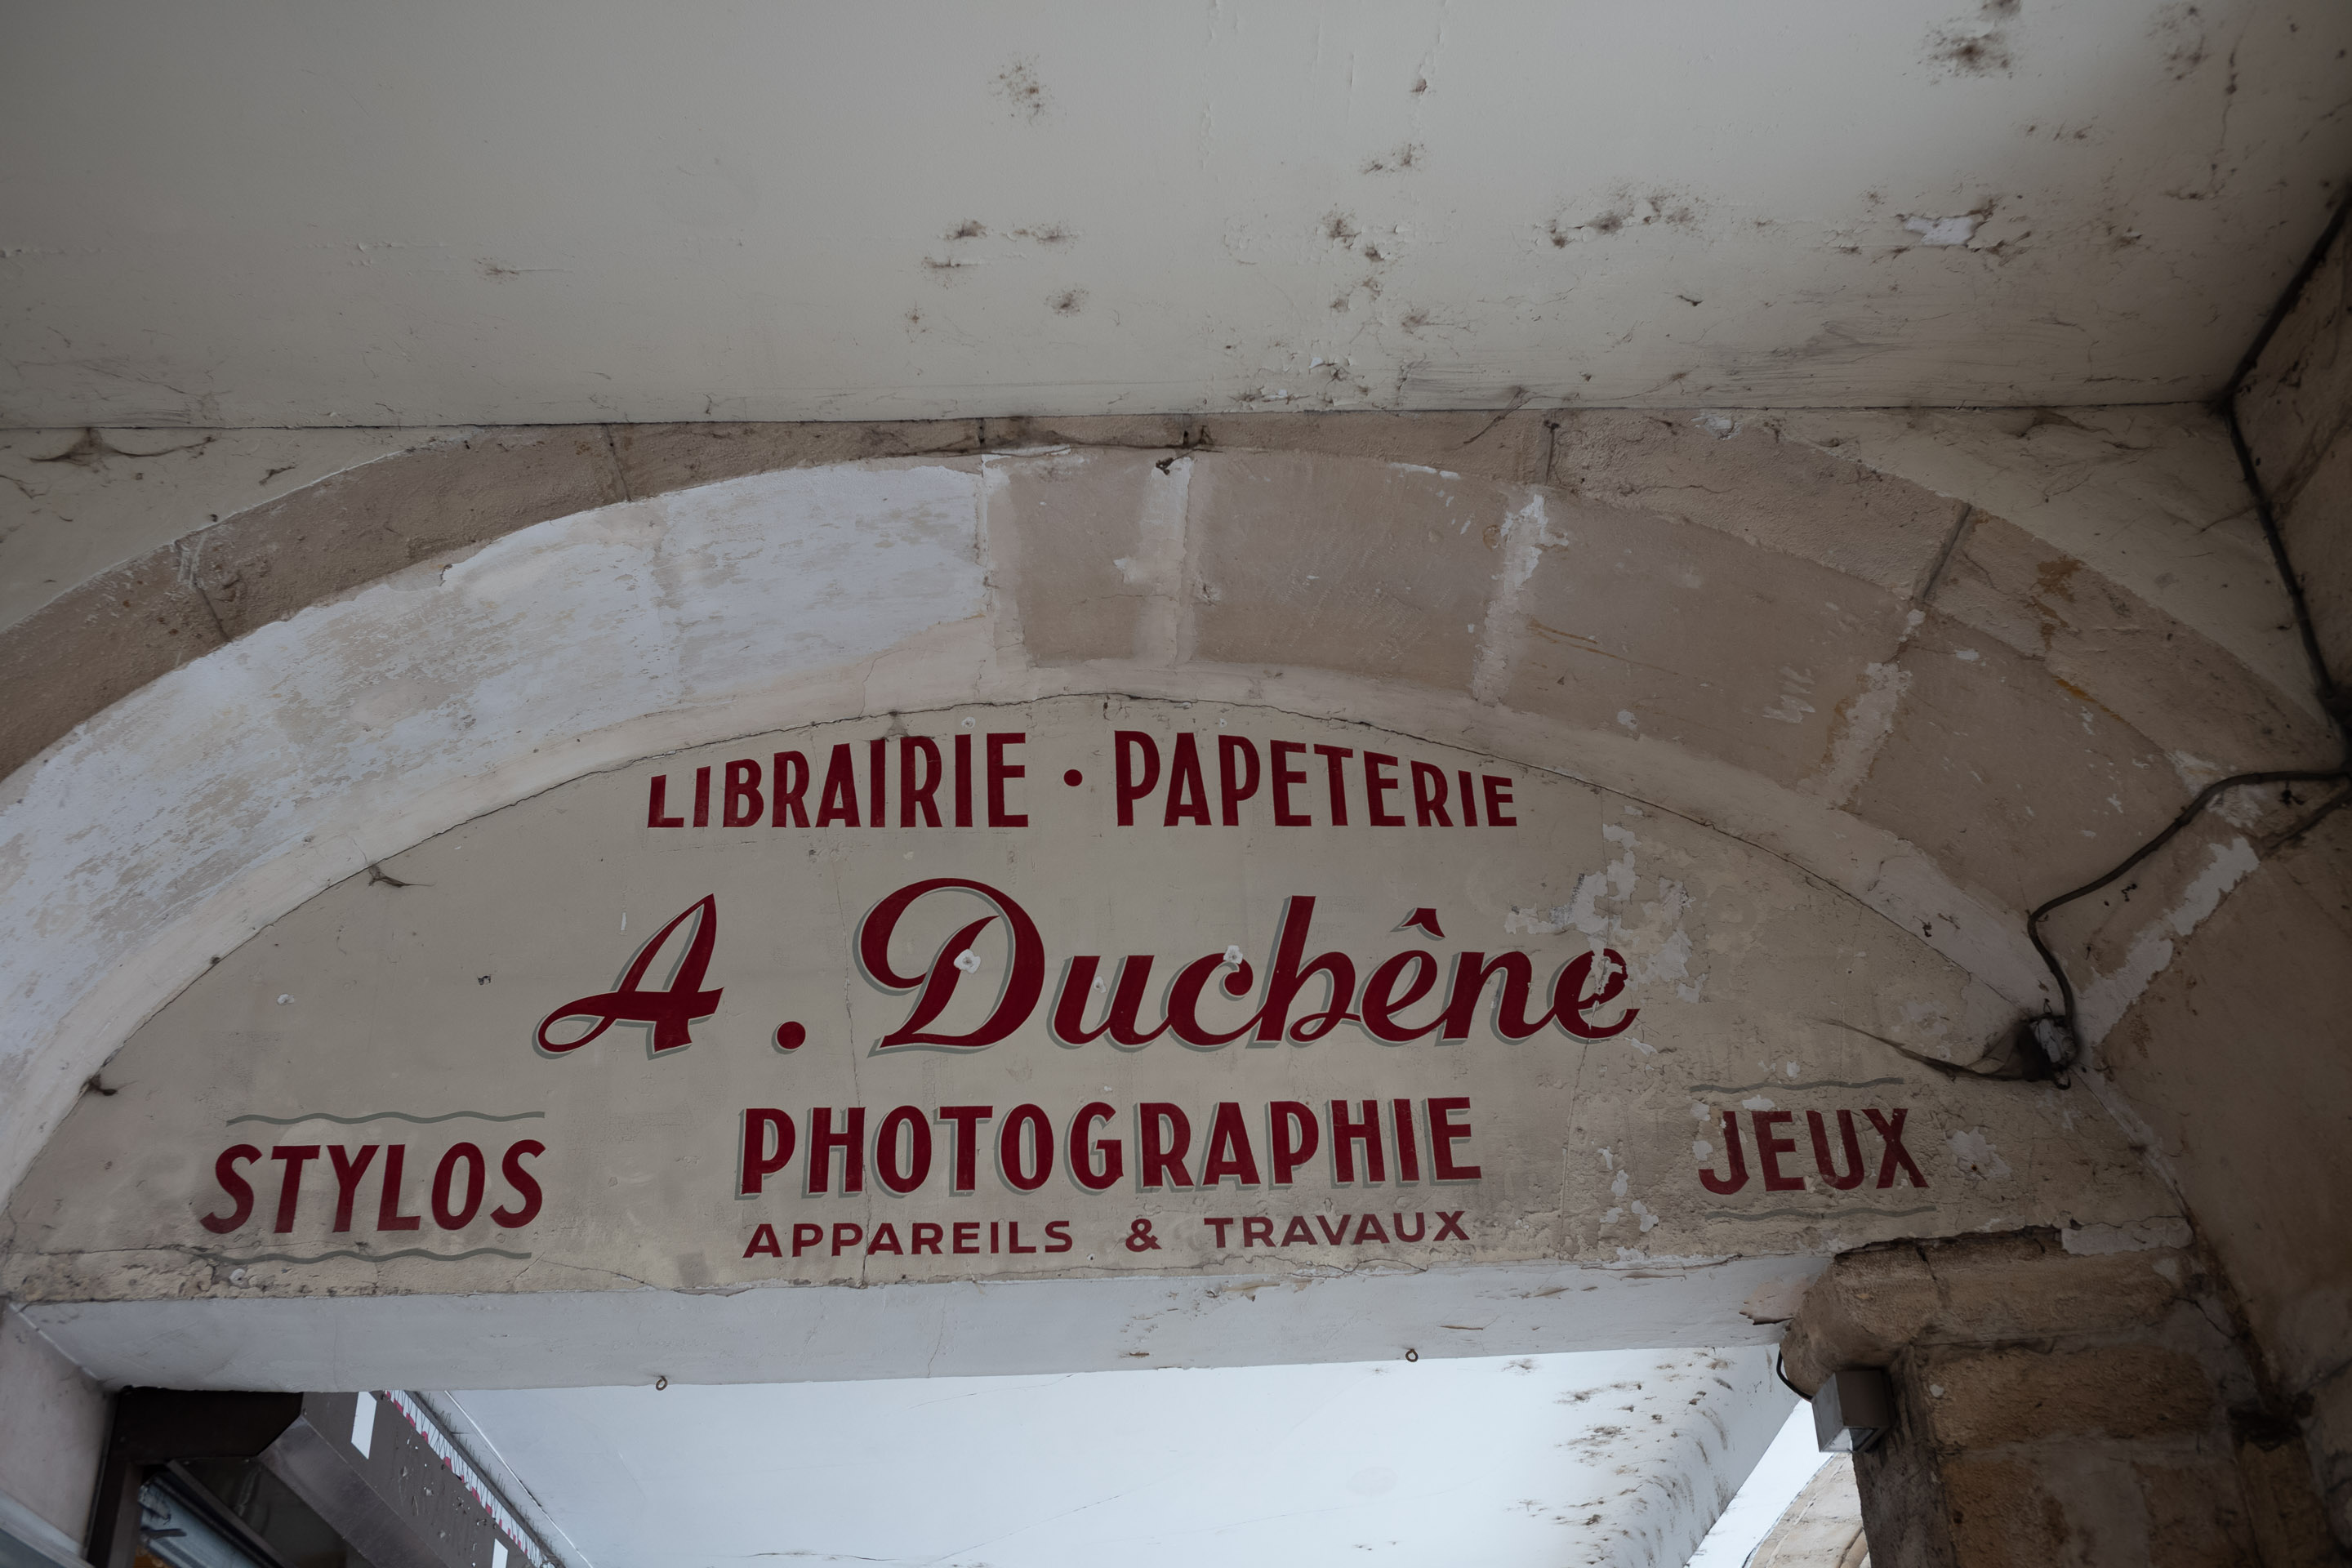 LIBRAIRIE · PAPETERIE
A. Duchêne
STYLOS
PHOTOGRAPHIE
JEUX
APPAREILS & TRAVAUX